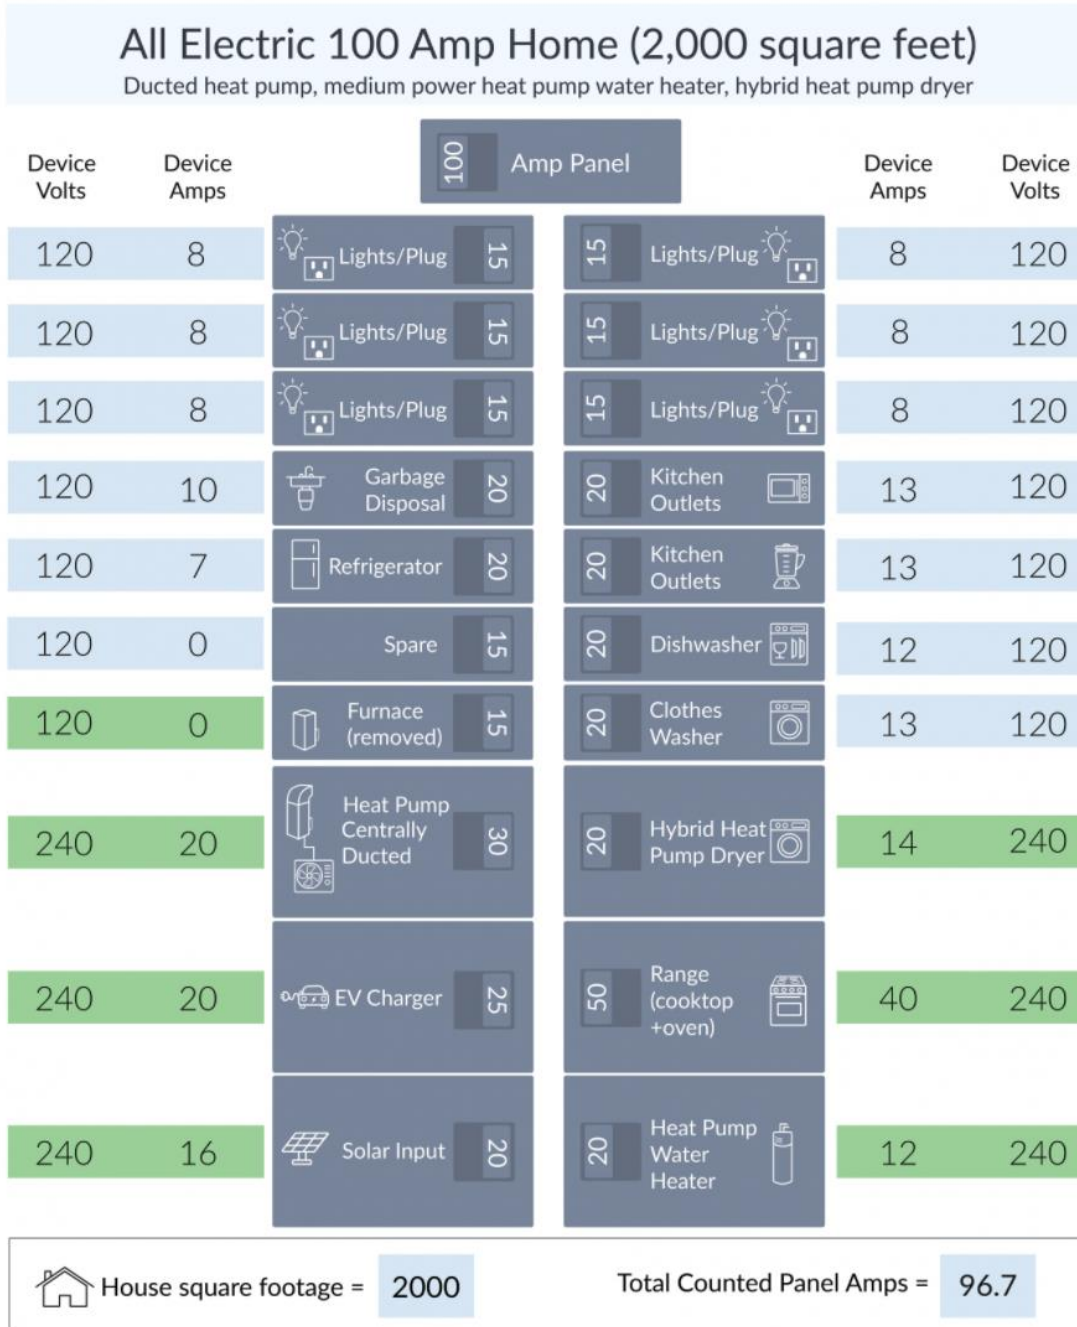 All Electric 100 Amp Home (2,000 square feet)
Ducted heat pump, medium power heat pump water heater, hybrid heat pump dryer
Device Volts
Device Amps
100 Amp Panel
Device Amps
Device Volts
120 8 Lights/Plug 15 15 Lights/Plug 8 120
120 8 Lights/Plug 15 15 Lights/Plug 8 120
120 8 Lights/Plug 15 15 Lights/Plug 8 120
120 10 Garbage Disposal 20 20 Kitchen Outlets 13 120
120 7 Refrigerator 20 20 Kitchen Outlets 13 120
120 0 Spare 15 20 Dishwasher 12 120
120 0 Furnace (removed) 15 20 Clothes Washer 13 120
240 20 Heat Pump Centrally Ducted 30 20 Hybrid Heat Pump Dryer 14 240
240 20 EV Charger 25 50 Range (cooktop +oven) 40 240
240 16 Solar Input 20 20 Heat Pump Water Heater 12 240
House square footage = 2000 Total Counted Panel Amps = 96.7